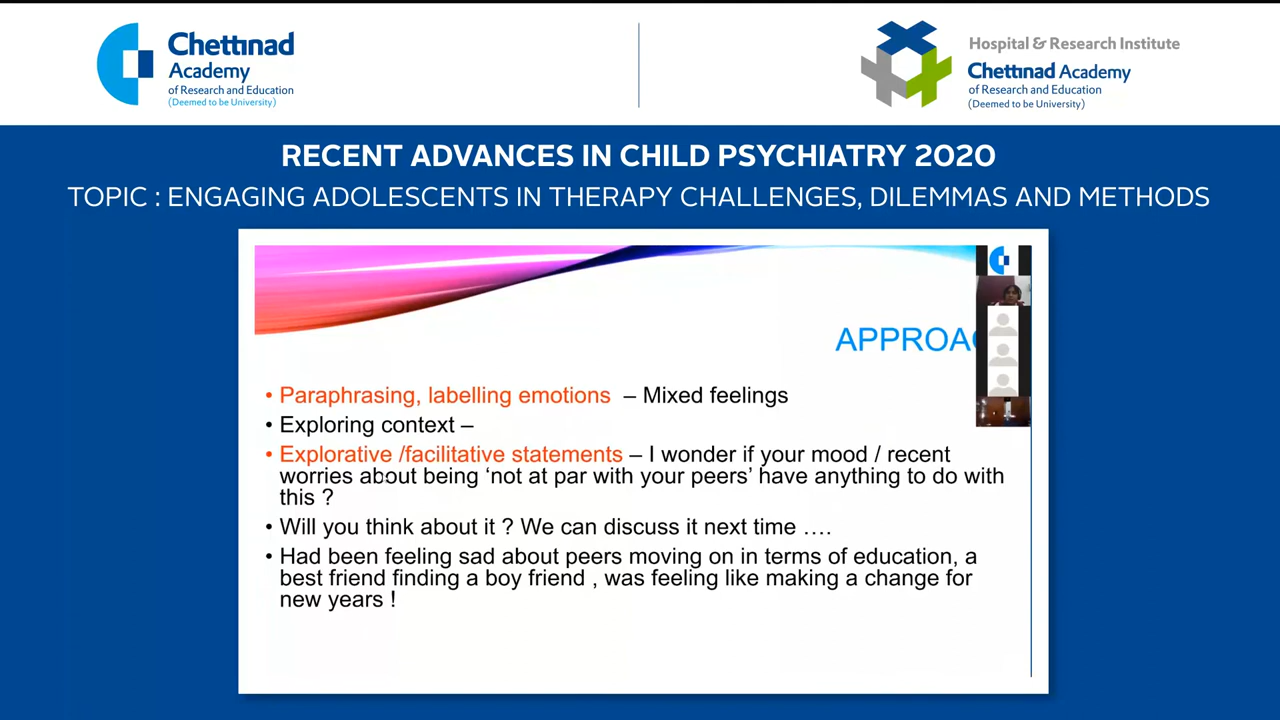 Chettinad
Academy
of Research and Education
(Deemed to be University)
Hospital & Research Institute
Chettinad Academy
of Research and Education
(Deemed to be University)
RECENT ADVANCES IN CHILD PSYCHIATRY 2020
TOPIC : ENGAGING ADOLESCENTS IN THERAPY CHALLENGES, DILEMMAS AND METHODS
APPROAC
• Paraphrasing, labelling emotions – Mixed feelings
• Exploring context –
• Explorative /facilitative statements – I wonder if your mood / recent
worries about being ‘not at par with your peers’ have anything to do with
this ?
• Will you think about it ? We can discuss it next time ….
• Had been feeling sad about peers moving on in terms of education, a
best friend finding a boy friend , was feeling like making a change for
new years !